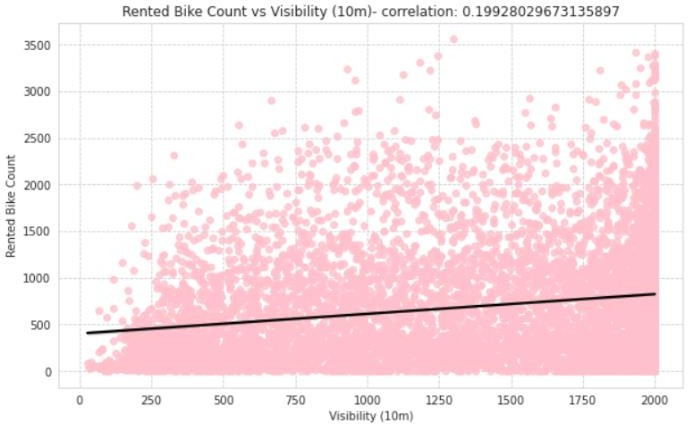 Rented Bike Count vs Visibility (10m)- correlation: 0.19928029673135897
3500
3000
2500
2000
1500
1000
500
0
Rented Bike Count
0 250 500 750 1000 1250 1500 1750 2000
Visibility (10m)